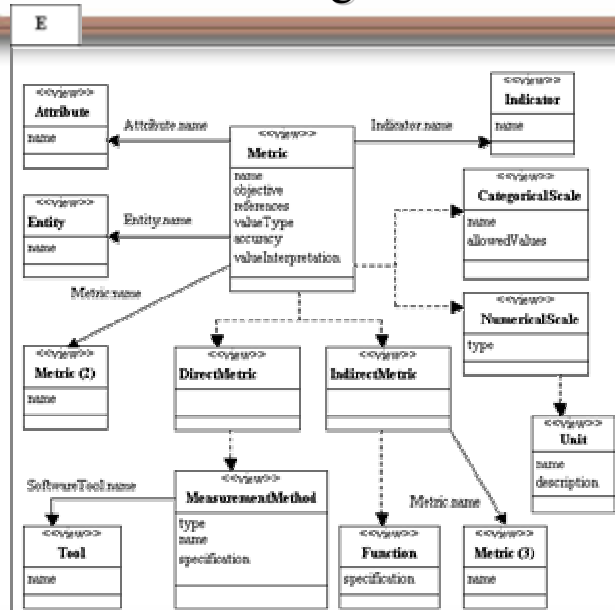 E
<<view>>
Attribute
name
Attribute.name
<<view>>
Metric
name
objective
references
valueType
accuracy
valueInterpretation
Indicator.name
<<view>>
Indicator
name
<<view>>
Entity
name
Entity.name
<<view>>
CategoricalScale
name
allowedValues
Metric.name
<<view>>
NumericalScale
type
<<view>>
Metric (2)
name
<<view>>
DirectMetric
<<view>>
IndirectMetric
<<view>>
Unit
name
description
SoftwareTool.name
<<view>>
MeasurementMethod
type
name
specification
Metric.name
<<view>>
Tool
name
<<view>>
Function
specification
<<view>>
Metric (3)
name